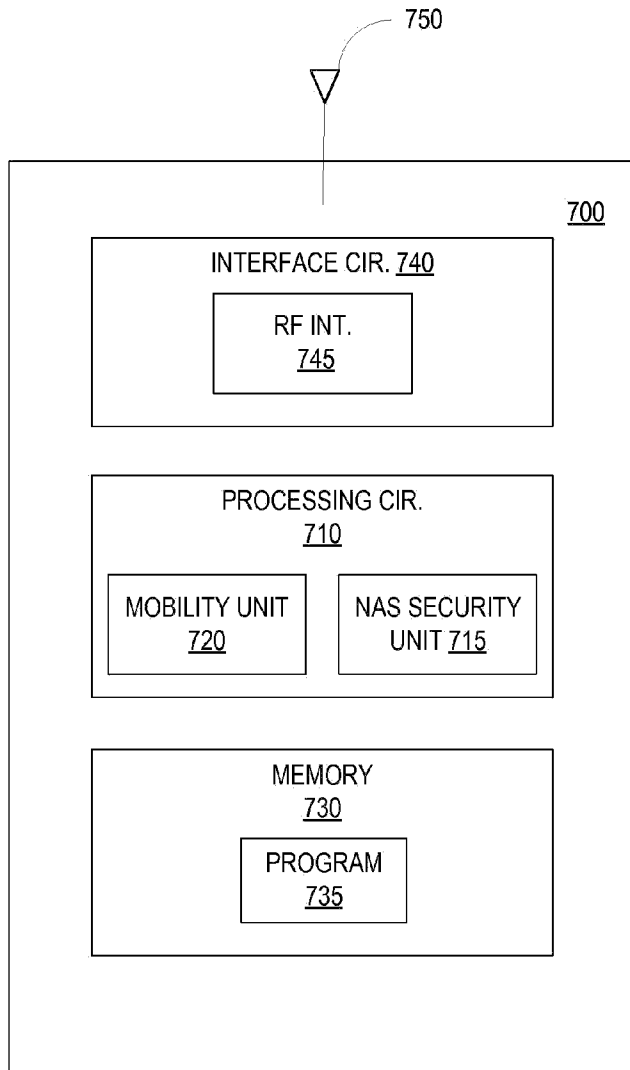 750
700
INTERFACE CIR. 740
RF INT.
745
PROCESSING CIR.
710
MOBILITY UNIT
720
NAS SECURITY
UNIT 715
MEMORY
730
PROGRAM
735